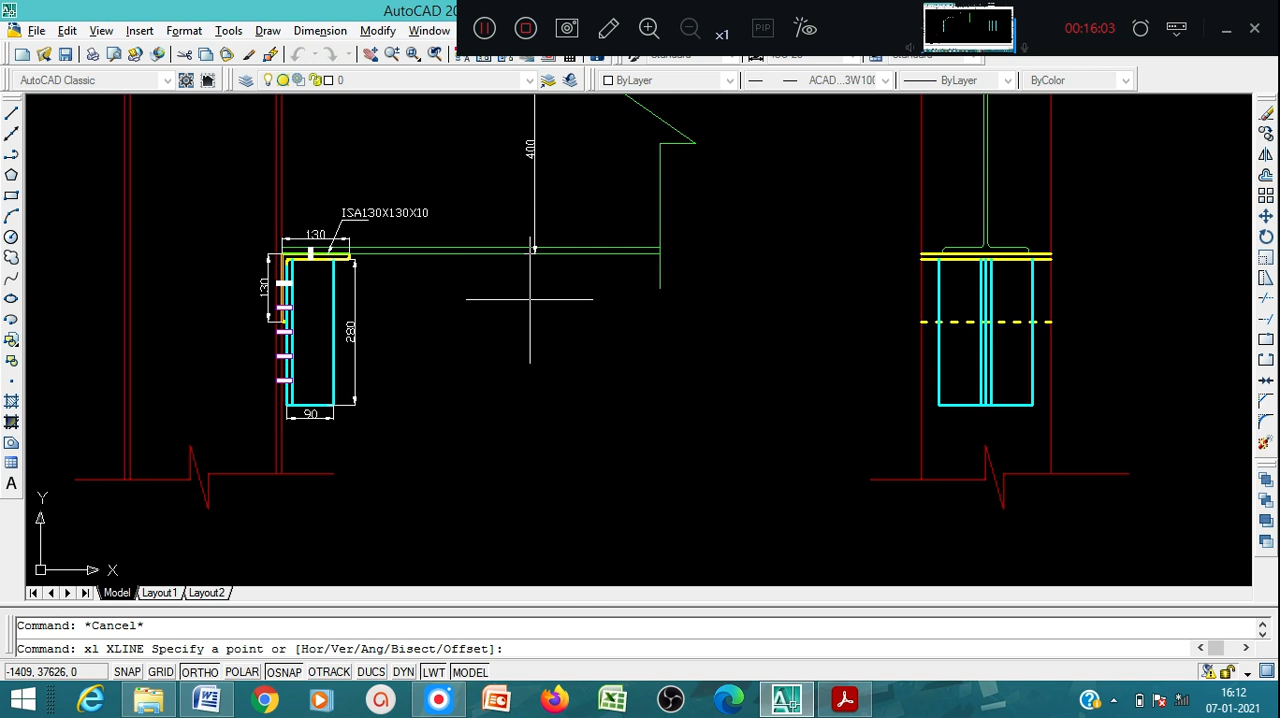 AutoCAD 20
x1
PIP
00:16:03
File Edit View Insert Format Tools Draw Dimension Modify Window
AutoCAD Classic
0
ByLayer
ACAD...3W100
ByLayer
ByColor
400
ISA130X130X10
130
130
280
90
Y
X
Model Layout1 Layout2
Command: *Cancel*
Command: xl XLINE Specify a point or [Hor/Ver/Ang/Bisect/Offset]:
-1409, 37626, 0 SNAP GRID ORTHO POLAR OSNAP OTRACK DUCS DYN LWT MODEL
16:12
07-01-2021